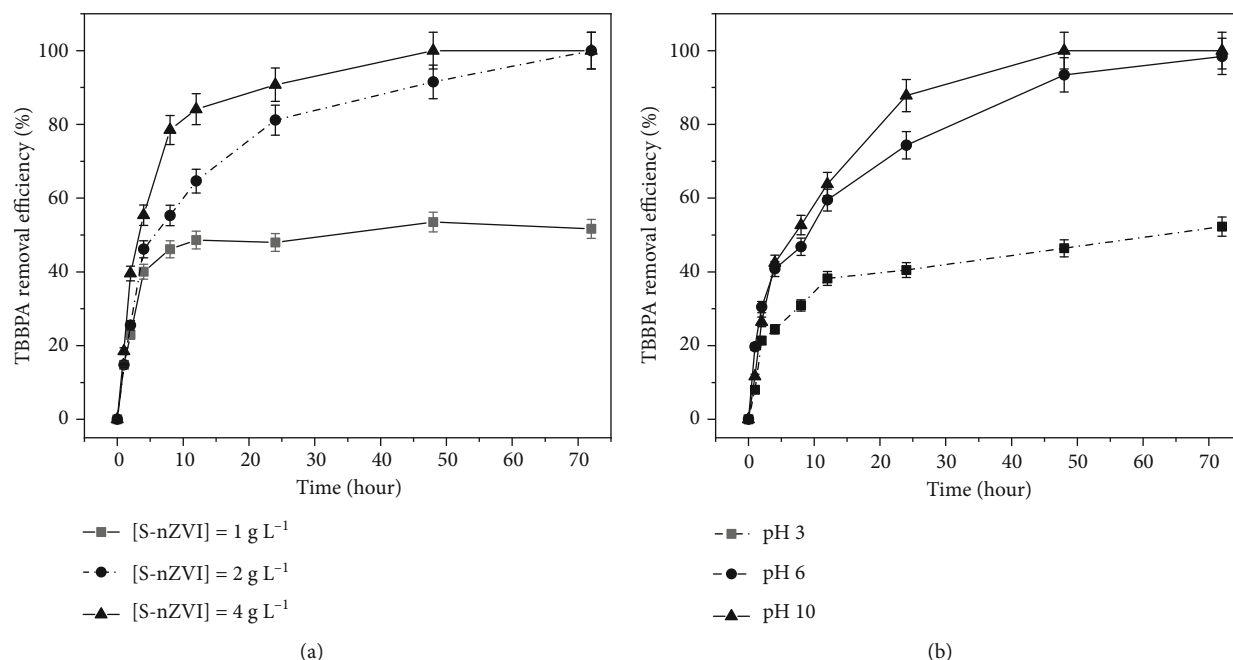 TBBPA removal efficiency (%)
100
80
60
40
20
0
0 10 20 30 40 50 60 70
Time (hour)
[S-nZVI] = 1 g L⁻¹
[S-nZVI] = 2 g L⁻¹
[S-nZVI] = 4 g L⁻¹
(a)
TBBPA removal efficiency (%)
100
80
60
40
20
0
0 10 20 30 40 50 60 70
Time (hour)
pH 3
pH 6
pH 10
(b)